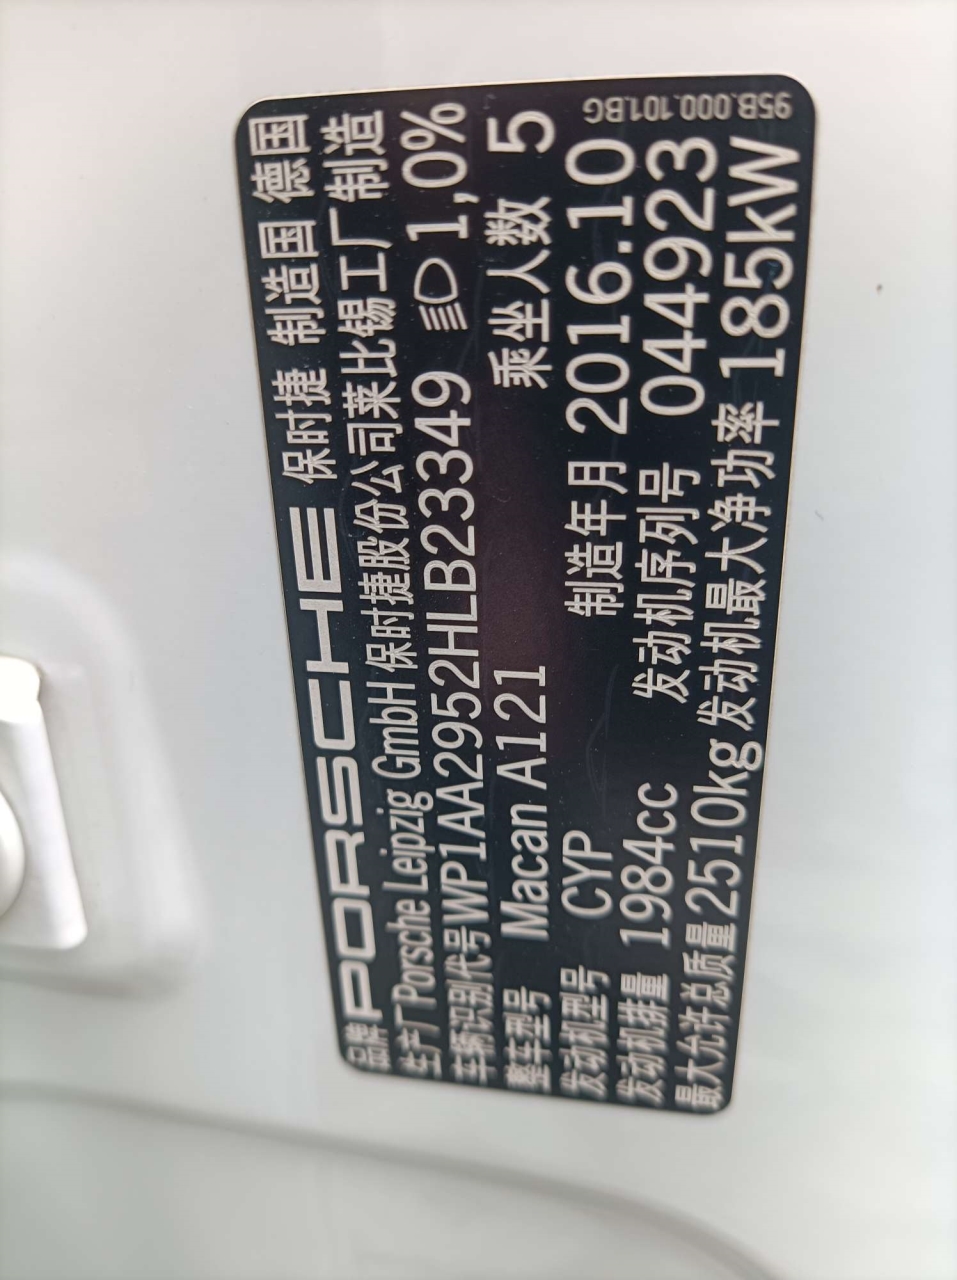 品牌 PORSCHE 保时捷 制造国 德国
生产厂 Porsche Leipzig GmbH 保时捷股份公司莱比锡工厂制造
车辆识别代号 WP1AA2952HLB23349 1,0%
整车型号 Macan A121 乘坐人数 5
发动机型号 CYP 制造年月 2016.10
发动机排量 1984cc 发动机序列号 044923
最大允许总质量 2510kg 发动机最大净功率 185kW
95B.000.101.BG